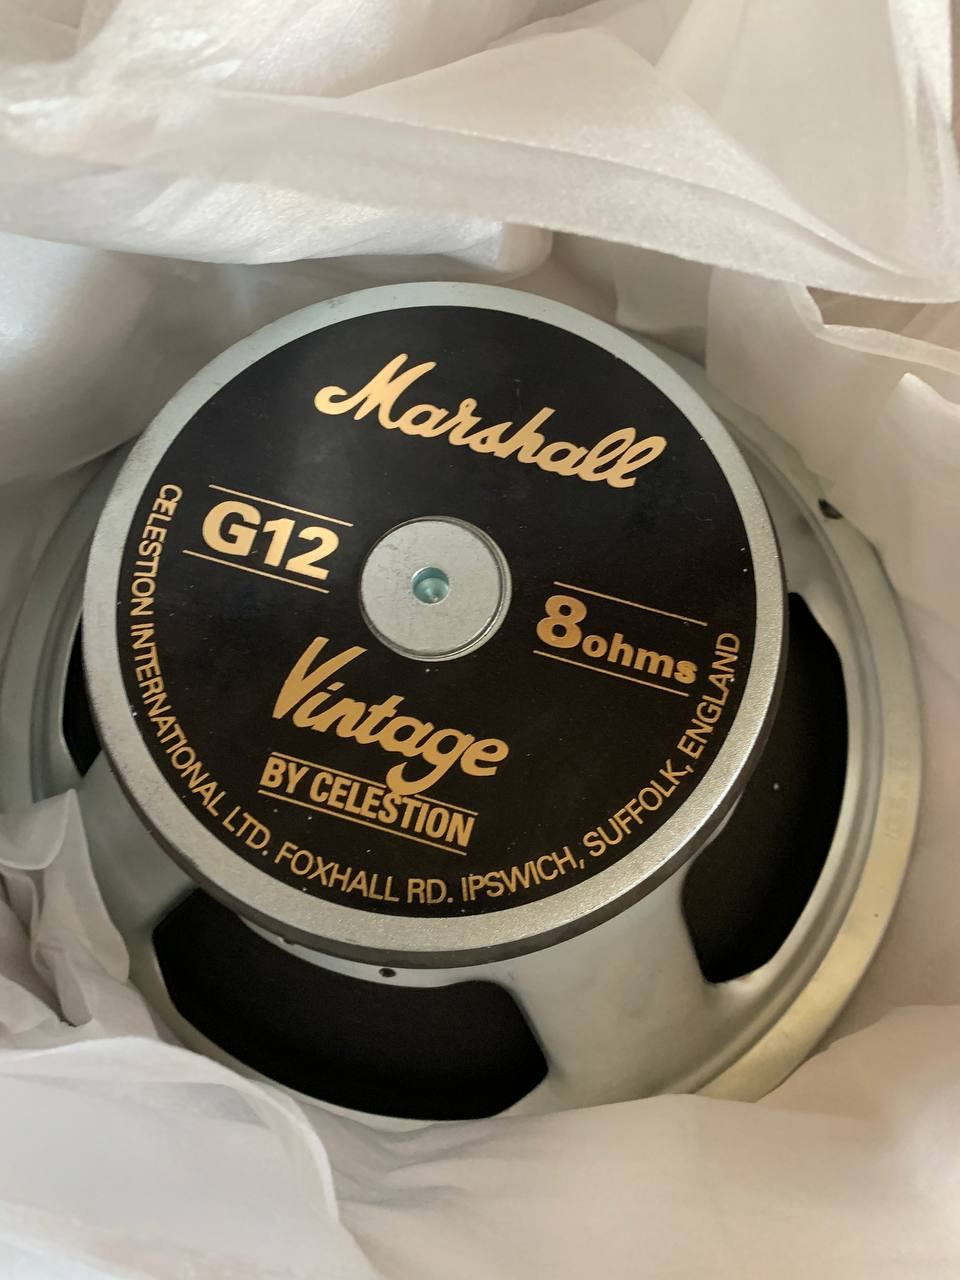 Marshall
G12
8ohms
Vintage
BY CELESTION
CELESTION INTERNATIONAL LTD. FOXHALL RD. IPSWICH, SUFFOLK, ENGLAND